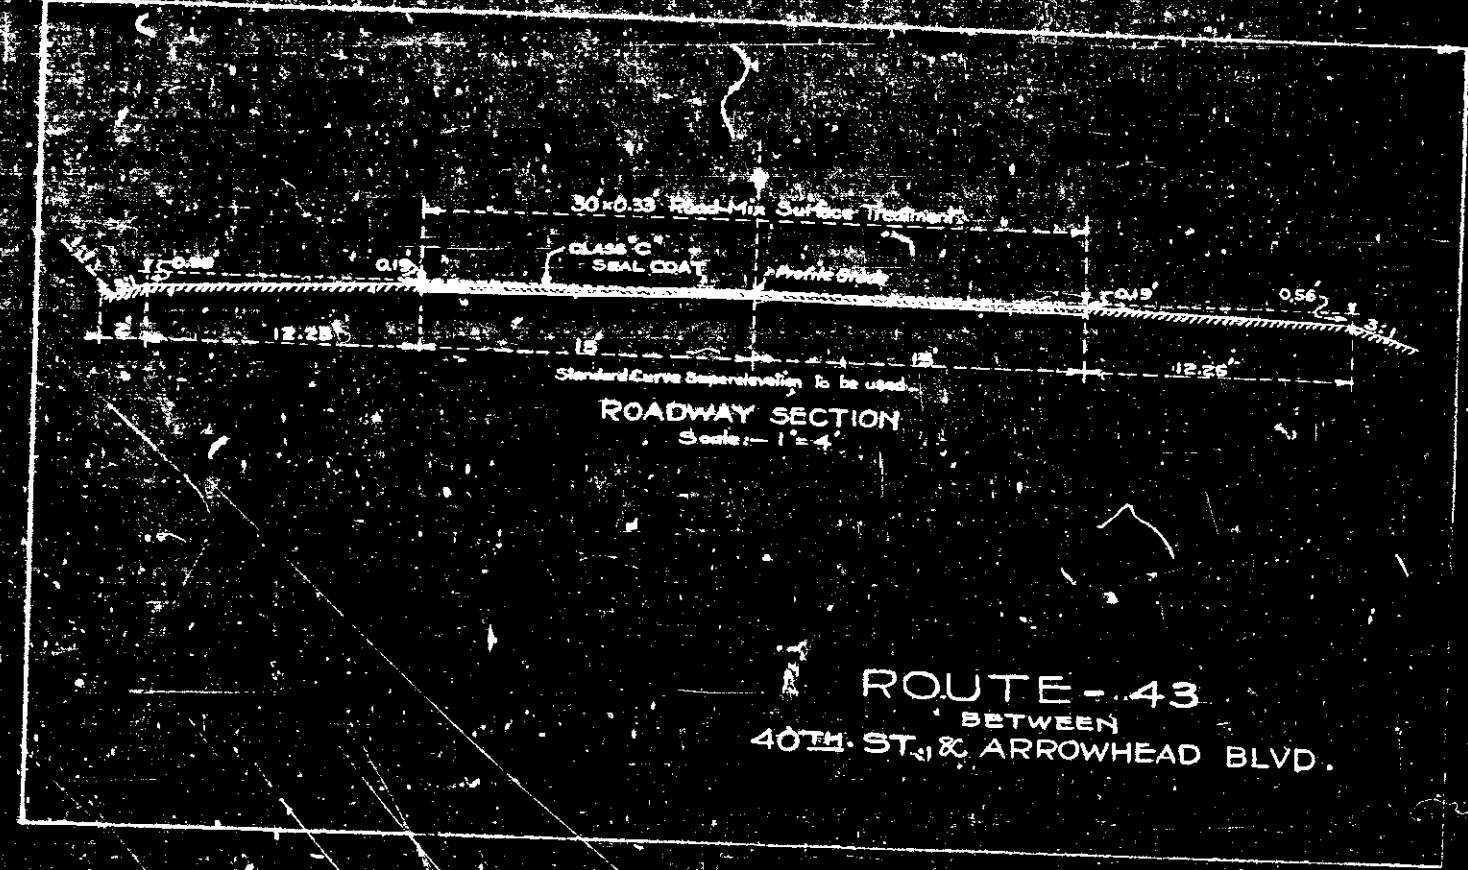 30'×0.33' Road-Mix Surface Treatment
CLASS "C"
SEAL COAT
Profile Grade
0.19'
0.19'
0.56'
3:1
2'
12.25'
15'
15'
12.25'
Standard Curve Superelevation to be used.
ROADWAY SECTION
Scale:- 1"=4'
ROUTE - 43
BETWEEN
40TH. ST., & ARROWHEAD BLVD.